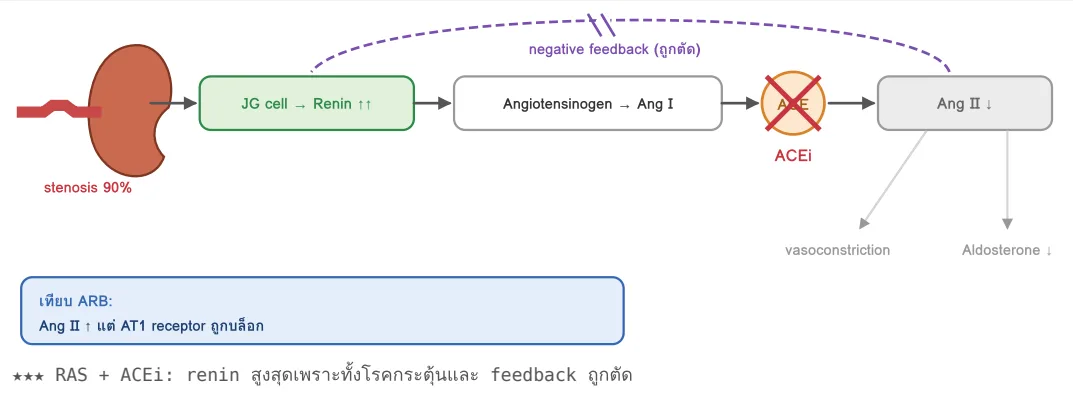 negative feedback (ถูกตัด)
JG cell → Renin ↑↑
Angiotensinogen → Ang I
ACE
Ang II ↓
ACEi
stenosis 90%
vasoconstriction
Aldosterone ↓
เทียบ ARB:
Ang II ↑ แต่ AT1 receptor ถูกบล็อก
★★★ RAS + ACEi: renin สูงสุดเพราะทั้งโรคกระตุ้นและ feedback ถูกตัด